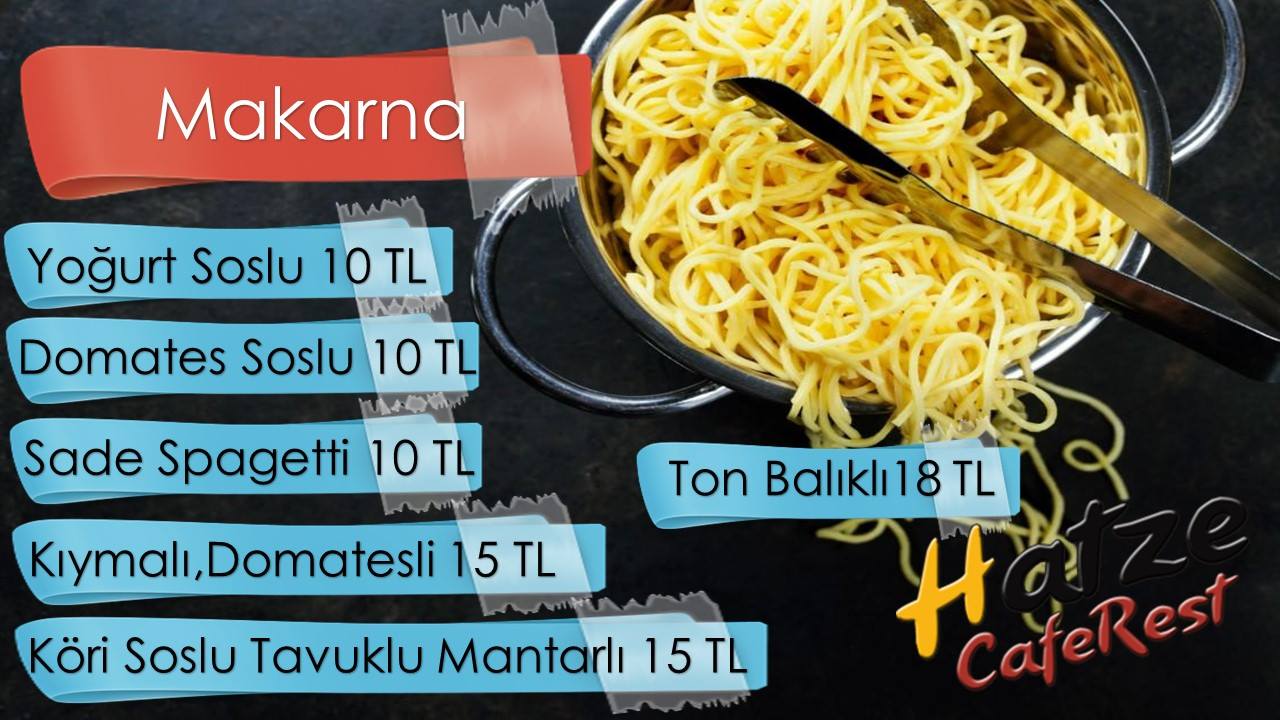 Makarna
Yoğurt Soslu 10 TL
Domates Soslu 10 TL
Sade Spagetti 10 TL
Kıymalı,Domatesli 15 TL
Köri Soslu Tavuklu Mantarlı 15 TL
Ton Balıklı18 TL
Hatze
CafeRest